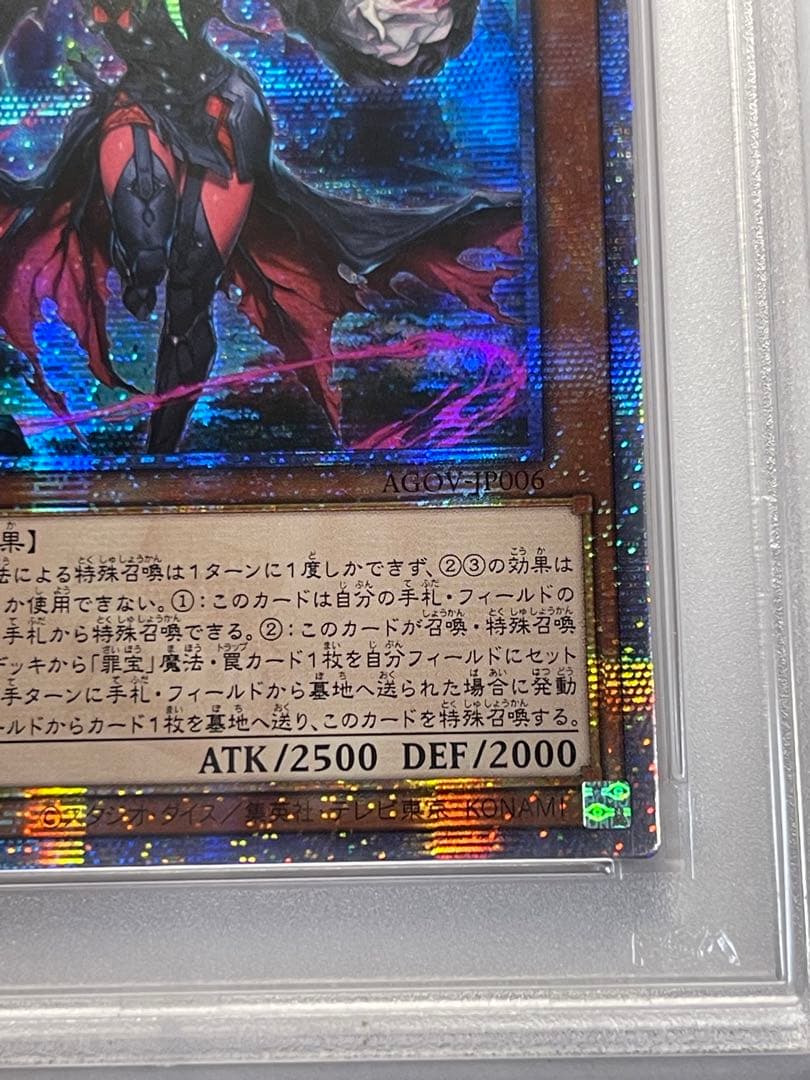 AGOV-JP006
果】
法による特殊召喚は1ターンに1度しかできず、②③の効果は
か使用できない。①：このカードは自分の手札・フィールドの
手札から特殊召喚できる。②：このカードが召喚・特殊召喚
デッキから「罪宝」魔法・罠カード1枚を自分フィールドにセット
手ターンに手札・フィールドから墓地へ送られた場合に発動
ールドからカード1枚を墓地へ送り、このカードを特殊召喚する。
ATK/2500 DEF/2000
©スタジオ・ダイス／集英社・テレビ東京・KONAMI